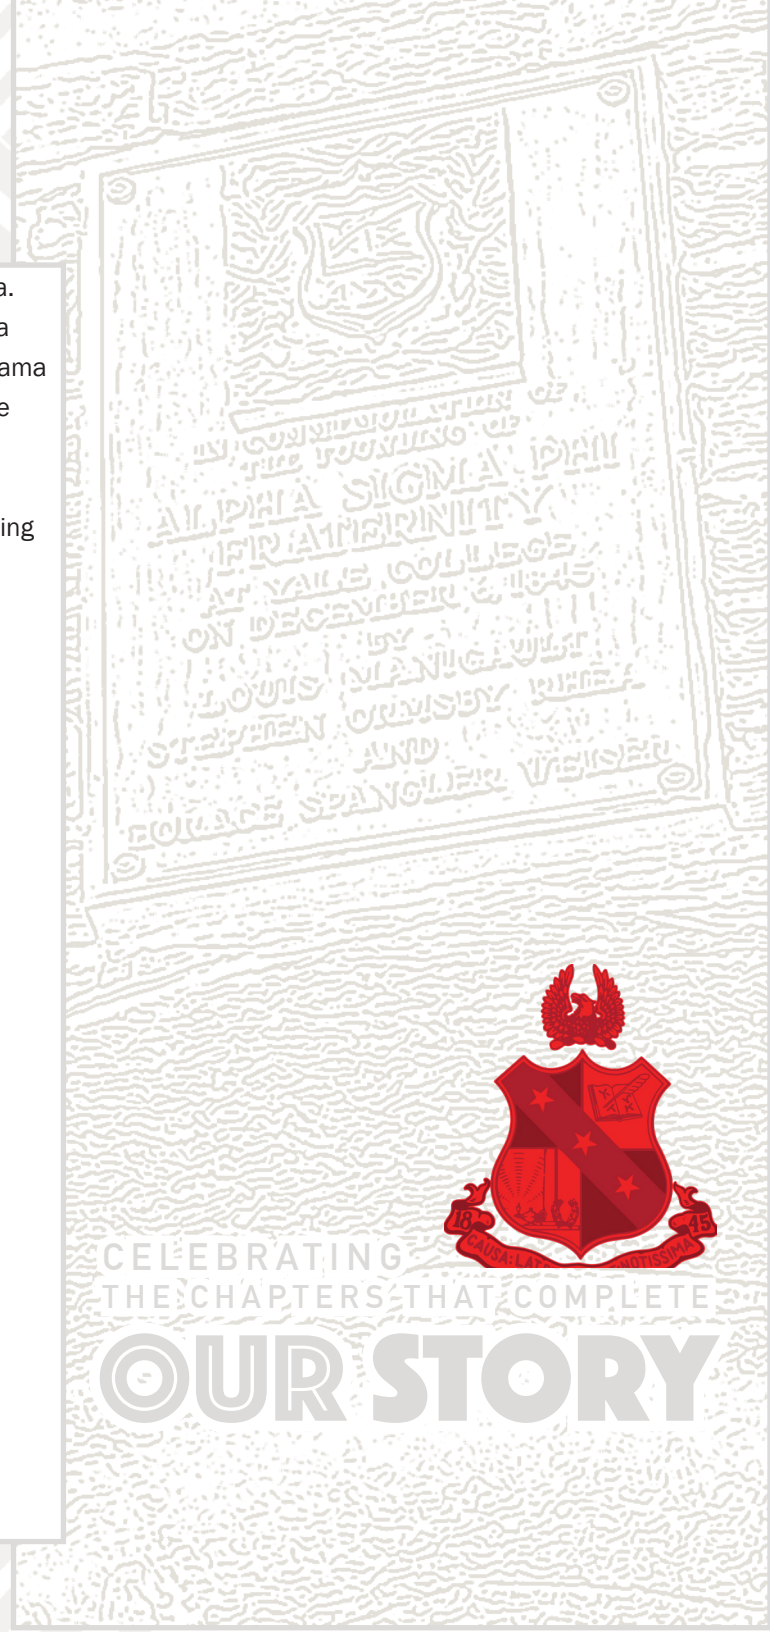 a.
a
ama
e
ing
IN COMMEMORATION OF
THE FOUNDING OF
ALPHA SIGMA PHI
FRATERNITY
AT YALE COLLEGE
ON DECEMBER 6, 1845
BY
LOUIS MANIGAULT
STEPHEN ORMSBY RHEA
AND
HORACE SPANGLER WEISER
18 45
CAUSA: LAT NOTISSIMA
CELEBRATING
THE CHAPTERS THAT COMPLETE
OUR STORY